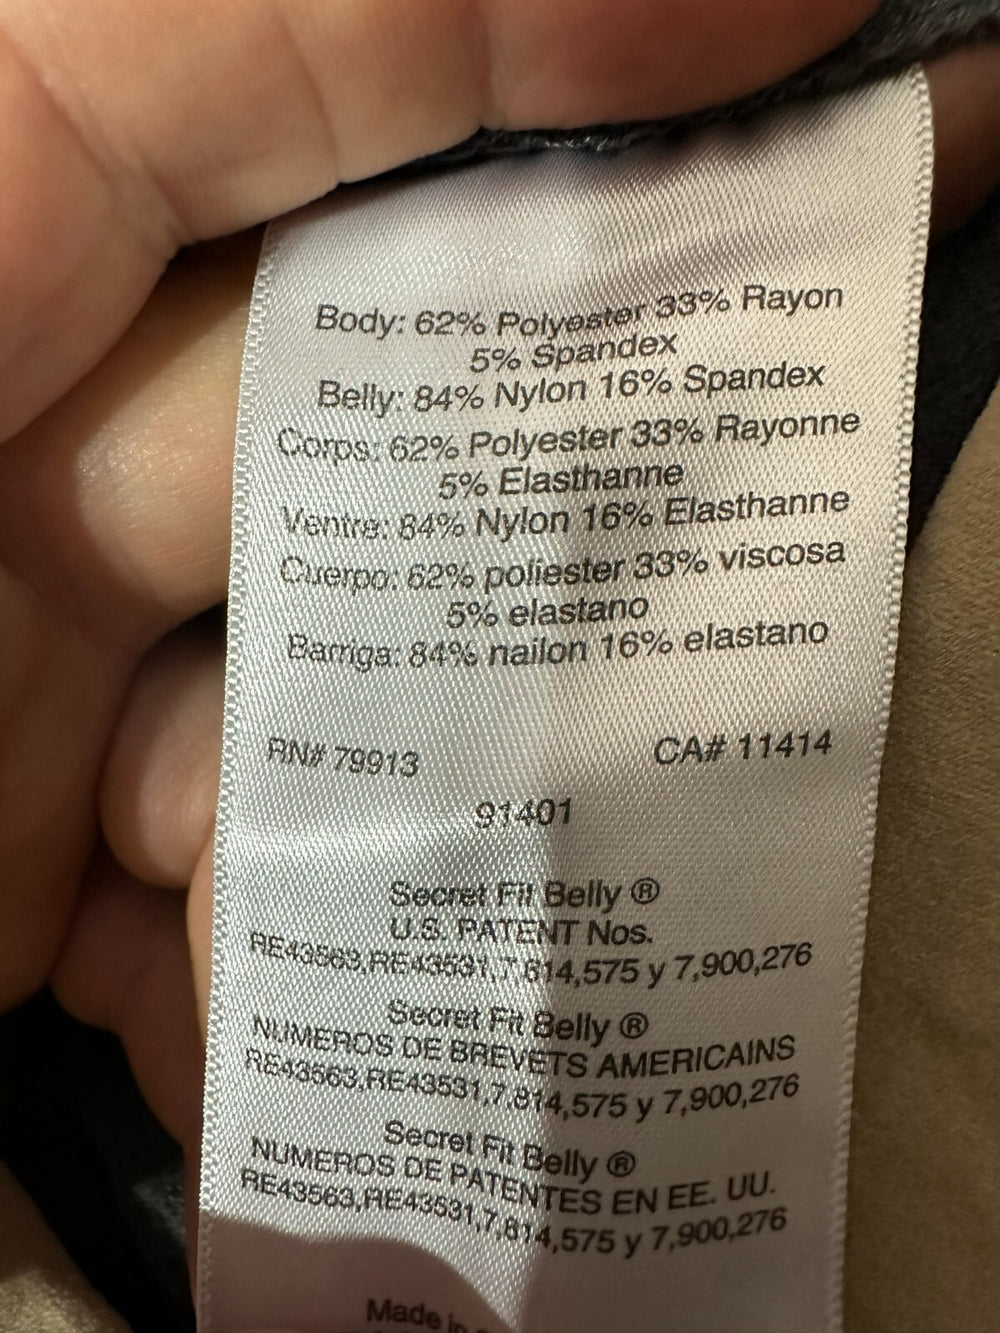 Body: 62% Polyester 33% Rayon
5% Spandex
Belly: 84% Nylon 16% Spandex
Corps: 62% Polyester 33% Rayonne
5% Elasthanne
Ventre: 84% Nylon 16% Elasthanne
Cuerpo: 62% poliester 33% viscosa
5% elastano
Barriga: 84% nailon 16% elastano
RN# 79913 CA# 11414
91401
Secret Fit Belly ®
U.S. PATENT Nos.
RE43563,RE43531,7,814,575 y 7,900,276
Secret Fit Belly ®
NUMEROS DE BREVETS AMERICAINS
RE43563,RE43531,7,814,575 y 7,900,276
Secret Fit Belly ®
NUMEROS DE PATENTES EN EE. UU.
RE43563,RE43531,7,814,575 y 7,900,276
Made in